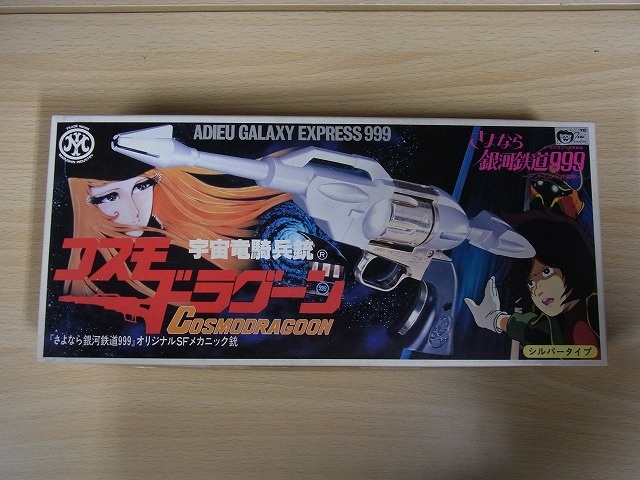 ADIEU GALAXY EXPRESS 999
さよなら
銀河鉄道999
宇宙竜騎兵銃®
コスモ
ドラグーン
COSMODRAGOON
「さよなら銀河鉄道999」オリジナルSFメカニック銃
シルバータイプ